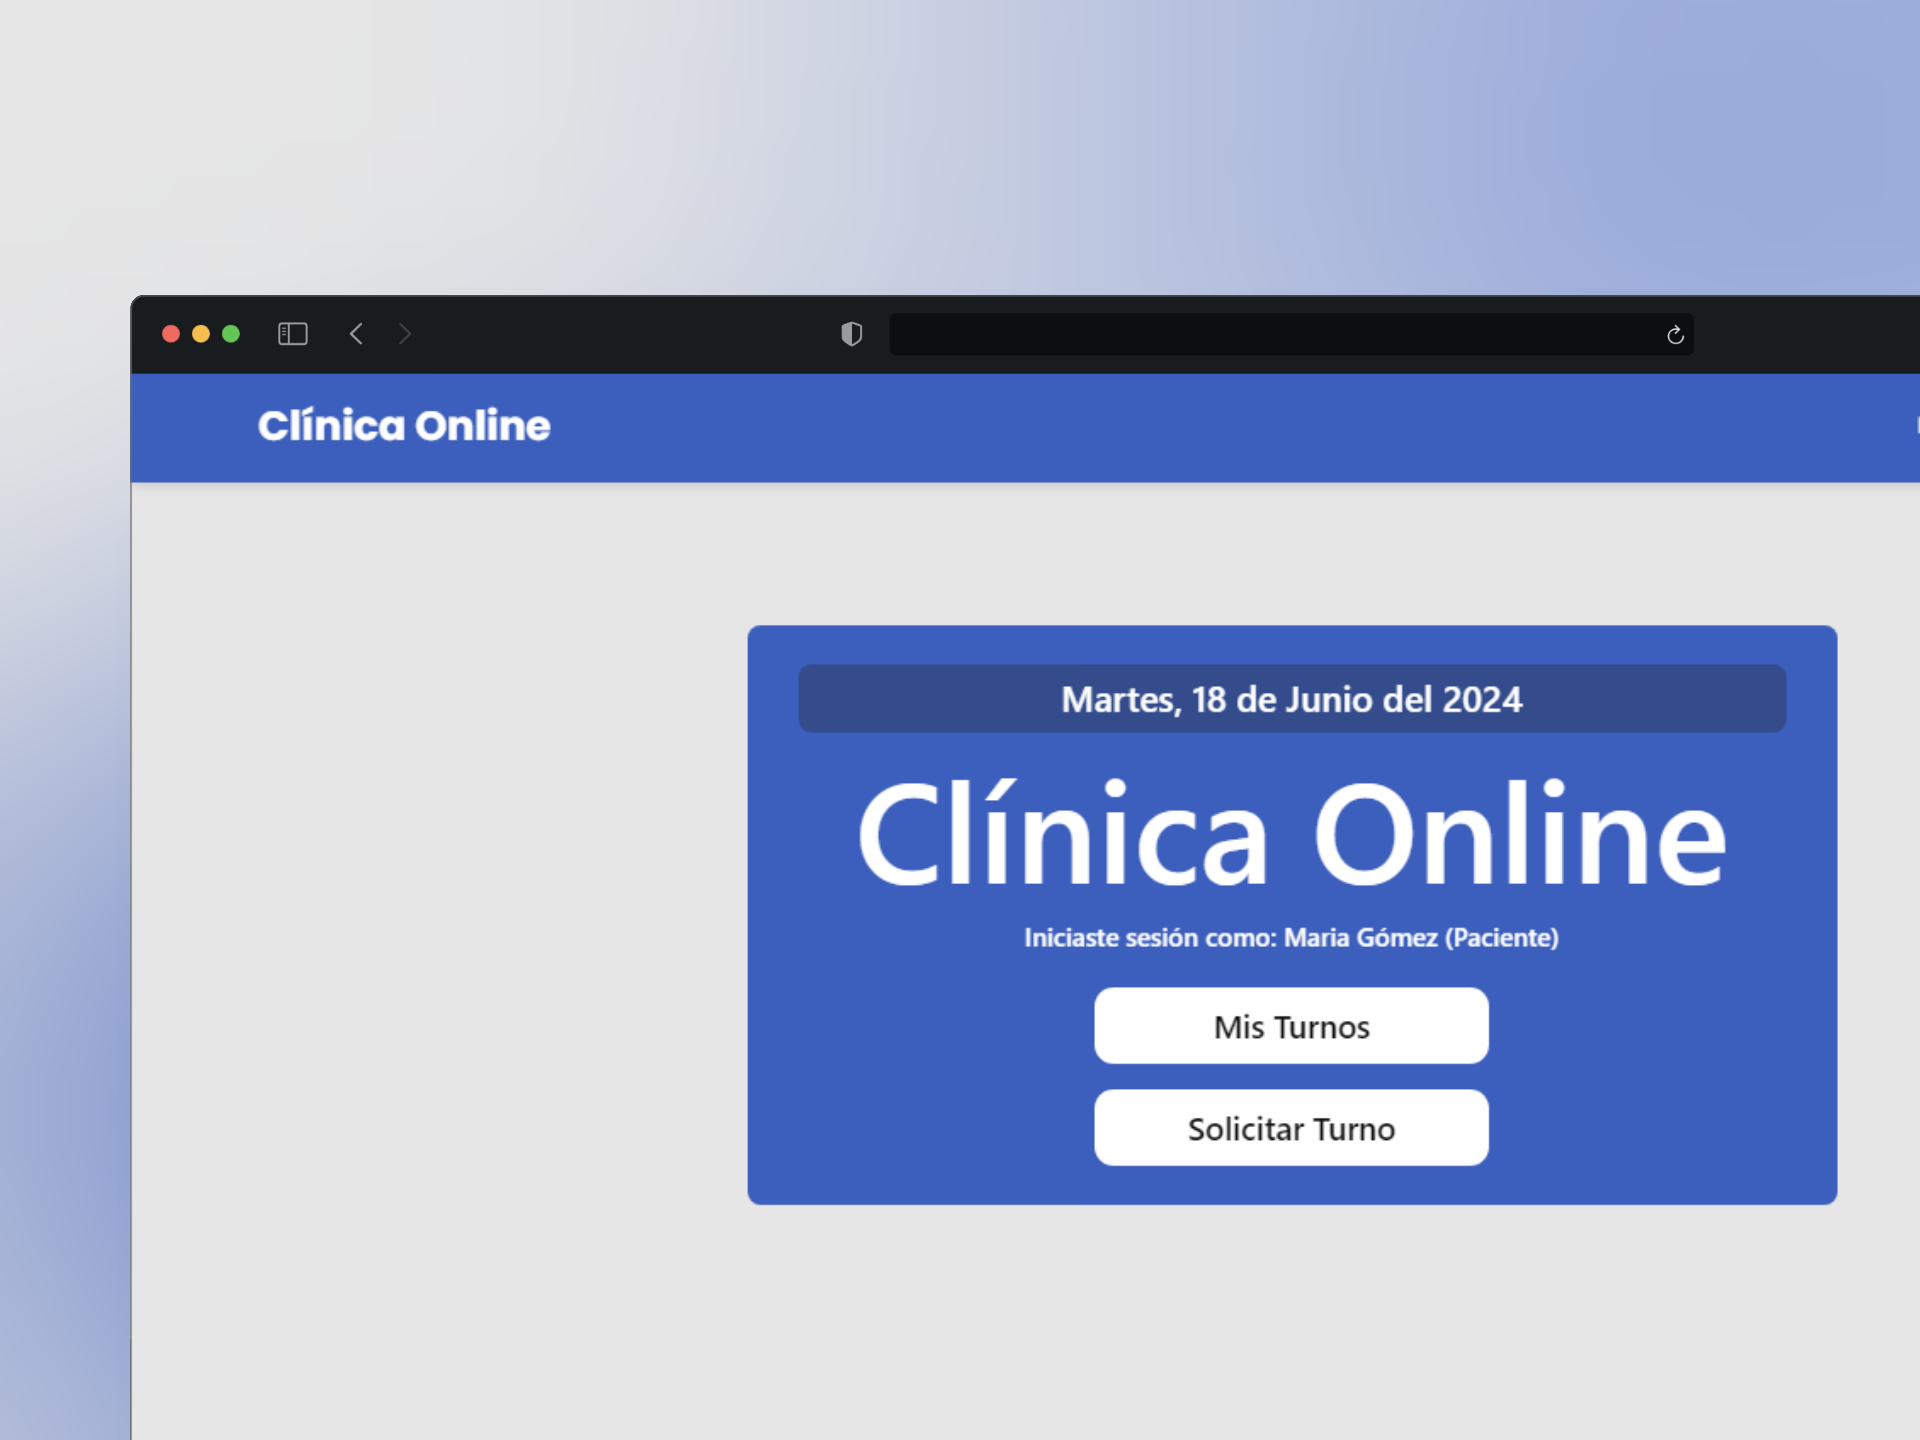 Clínica Online
Martes, 18 de Junio del 2024
Clínica Online
Iniciaste sesión como: Maria Gómez (Paciente)
Mis Turnos
Solicitar Turno